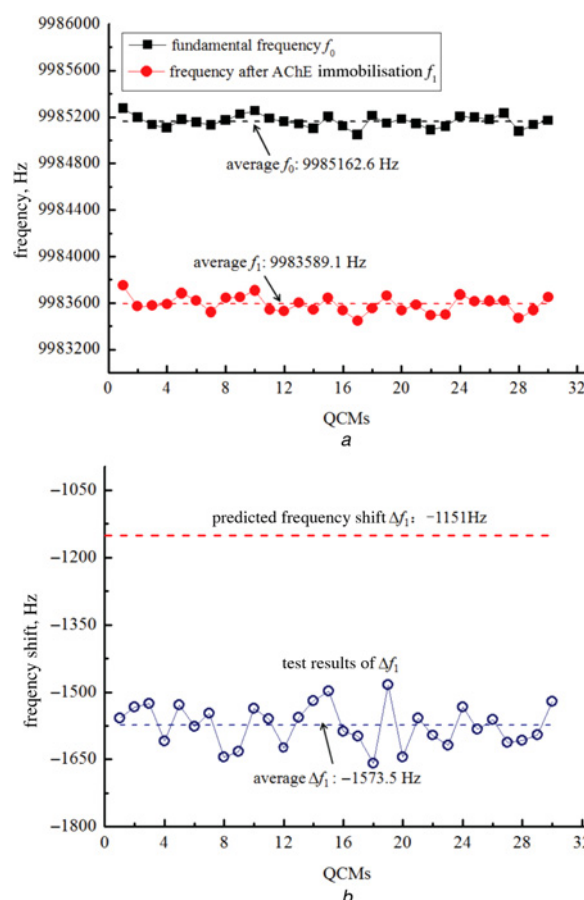 9986000
9985600
9985200
9984800
9984400
9984000
9983600
9983200
freqency, Hz
fundamental frequency f0
frequency after AChE immobilisation f1
average f0: 9985162.6 Hz
average f1: 9983589.1 Hz
0 4 8 12 16 20 24 28 32
QCMs
a
−1050
−1200
−1350
−1500
−1650
−1800
freqency shift, Hz
predicted frequency shift Δf1: −1151Hz
test results of Δf1
average Δf1 : −1573.5 Hz
0 4 8 12 16 20 24 28 32
QCMs
b